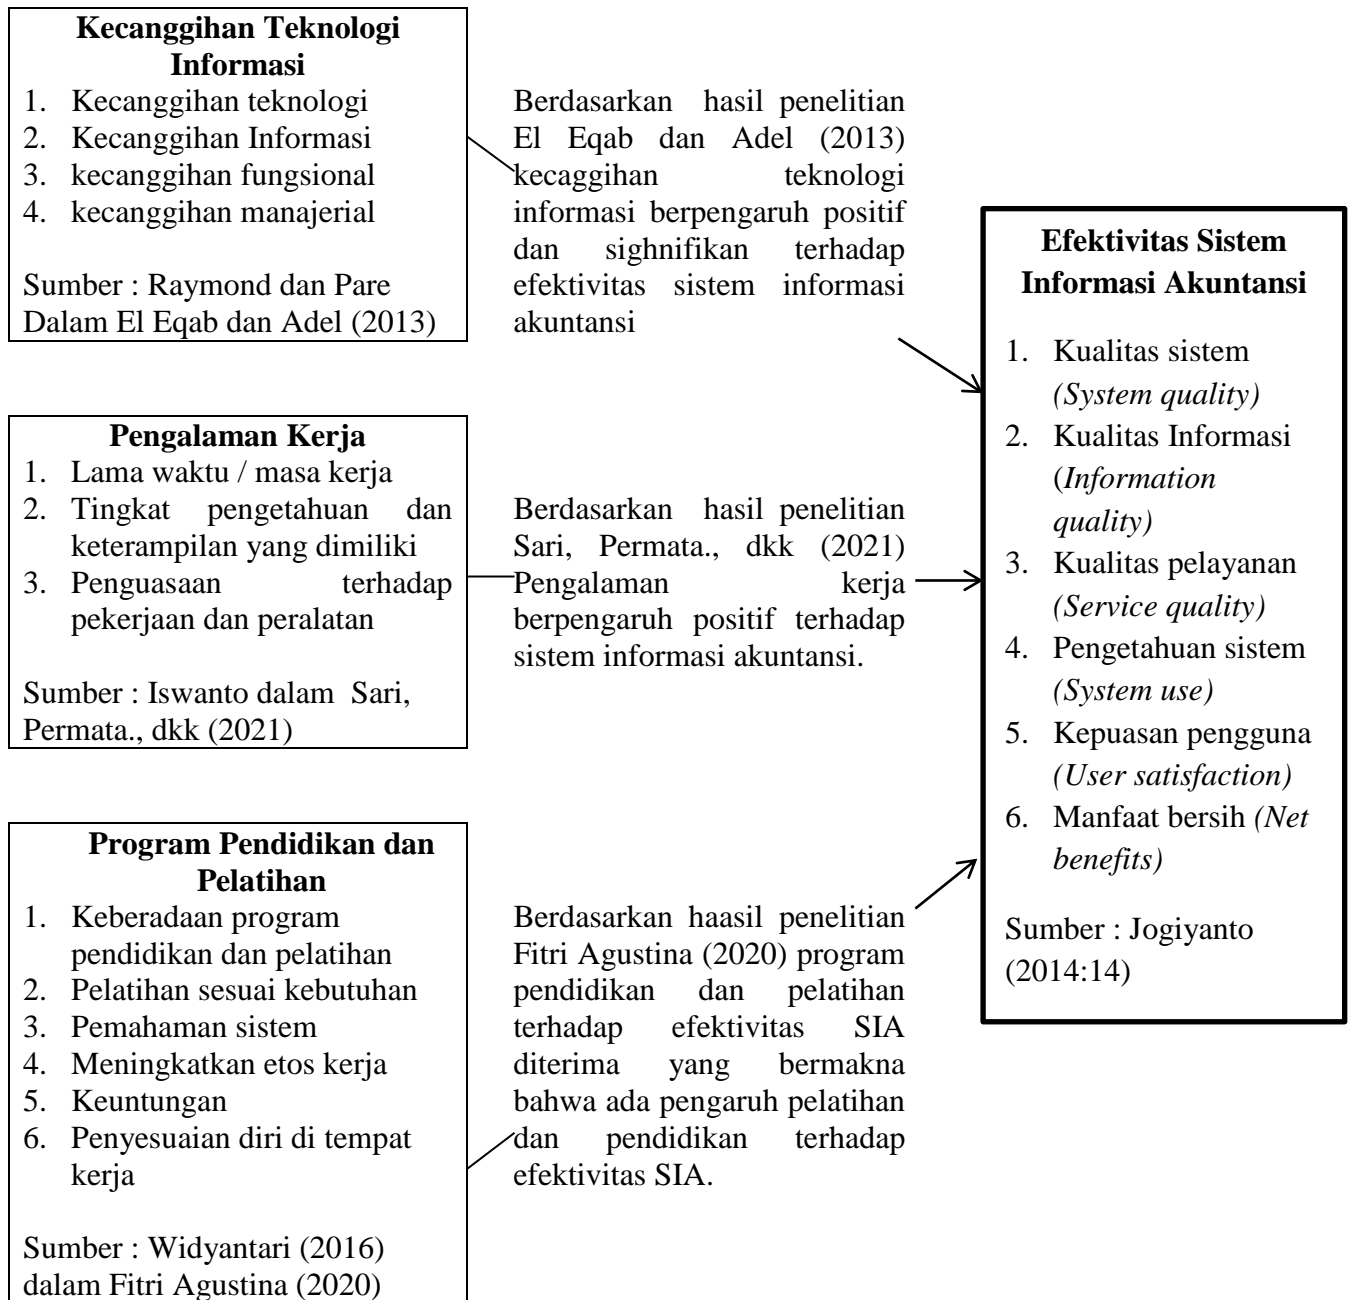 Kecanggihan Teknologi
Informasi
1. Kecanggihan teknologi
2. Kecanggihan Informasi
3. kecanggihan fungsional
4. kecanggihan manajerial
Sumber : Raymond dan Pare
Dalam El Eqab dan Adel (2013)
Berdasarkan hasil penelitian
El Eqab dan Adel (2013)
kecaggihan teknologi
informasi berpengaruh positif
dan sighnifikan terhadap
efektivitas sistem informasi
akuntansi
Pengalaman Kerja
1. Lama waktu / masa kerja
2. Tingkat pengetahuan dan
keterampilan yang dimiliki
3. Penguasaan terhadap
pekerjaan dan peralatan
Sumber : Iswanto dalam Sari,
Permata., dkk (2021)
Berdasarkan hasil penelitian
Sari, Permata., dkk (2021)
Pengalaman kerja
berpengaruh positif terhadap
sistem informasi akuntansi.
Program Pendidikan dan
Pelatihan
1. Keberadaan program
pendidikan dan pelatihan
2. Pelatihan sesuai kebutuhan
3. Pemahaman sistem
4. Meningkatkan etos kerja
5. Keuntungan
6. Penyesuaian diri di tempat
kerja
Sumber : Widyantari (2016)
dalam Fitri Agustina (2020)
Berdasarkan haasil penelitian
Fitri Agustina (2020) program
pendidikan dan pelatihan
terhadap efektivitas SIA
diterima yang bermakna
bahwa ada pengaruh pelatihan
dan pendidikan terhadap
efektivitas SIA.
Efektivitas Sistem
Informasi Akuntansi
1. Kualitas sistem
(System quality)
2. Kualitas Informasi
(Information
quality)
3. Kualitas pelayanan
(Service quality)
4. Pengetahuan sistem
(System use)
5. Kepuasan pengguna
(User satisfaction)
6. Manfaat bersih (Net
benefits)
Sumber : Jogiyanto
(2014:14)